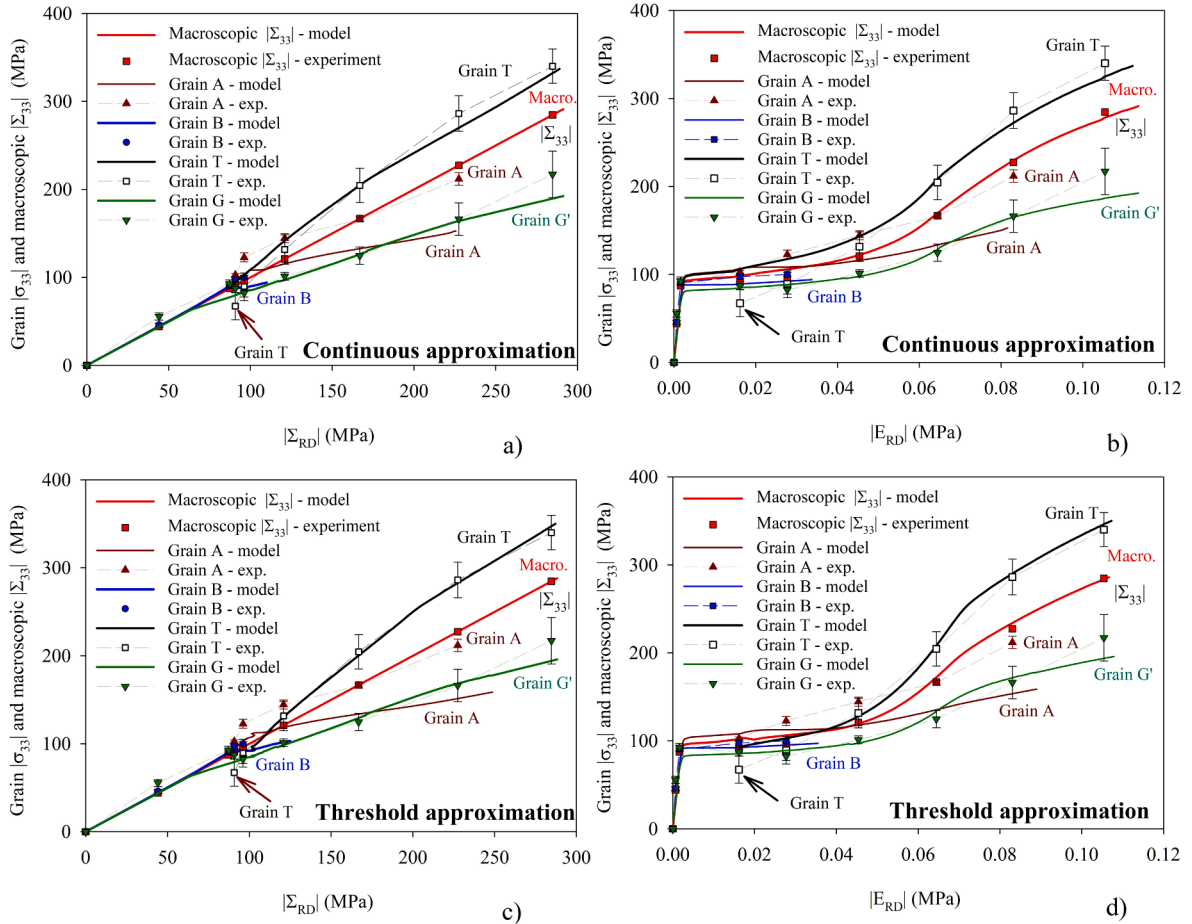 400
300
200
100
0
Grain |σ₃₃| and macroscopic |Σ₃₃| (MPa)
Macroscopic |Σ₃₃| - model
Macroscopic |Σ₃₃| - experiment
Grain A - model
Grain A - exp.
Grain B - model
Grain B - exp.
Grain T - model
Grain T - exp.
Grain G - model
Grain G - exp.
Grain T
Macro.
|Σ₃₃|
Grain A
Grain G'
Grain A
Grain B
Grain T
Continuous approximation
0 50 100 150 200 250 300
|Σ_RD| (MPa)
a)
400
300
200
100
0
Grain |σ₃₃| and macroscopic |Σ₃₃| (MPa)
Macroscopic |Σ₃₃| - model
Macroscopic |Σ₃₃| - experiment
Grain A - model
Grain A - exp.
Grain B - model
Grain B - exp.
Grain T - model
Grain T - exp.
Grain G - model
Grain G - exp.
Grain T
Macro.
|Σ₃₃|
Grain A
Grain G'
Grain A
Grain B
Grain T
Continuous approximation
0.00 0.02 0.04 0.06 0.08 0.10 0.12
|E_RD| (MPa)
b)
400
300
200
100
0
Grain |σ₃₃| and macroscopic |Σ₃₃| (MPa)
Macroscopic |Σ₃₃| - model
Macroscopic |Σ₃₃| - experiment
Grain A - model
Grain A - exp.
Grain B - model
Grain B - exp.
Grain T - model
Grain T - exp.
Grain G - model
Grain G - exp.
Grain T
Macro.
|Σ₃₃|
Grain A
Grain G'
Grain A
Grain B
Grain T
Threshold approximation
0 50 100 150 200 250 300
|Σ_RD| (MPa)
c)
400
300
200
100
0
Grain |σ₃₃| and macroscopic |Σ₃₃| (MPa)
Macroscopic |Σ₃₃| - model
Macroscopic |Σ₃₃| - experiment
Grain A - model
Grain A - exp.
Grain B - model
Grain B - exp.
Grain T - model
Grain T - exp.
Grain G - model
Grain G - exp.
Grain T
Macro.
|Σ₃₃|
Grain A
Grain G'
Grain A
Grain B
Grain T
Threshold approximation
0.00 0.02 0.04 0.06 0.08 0.10 0.12
|E_RD| (MPa)
d)